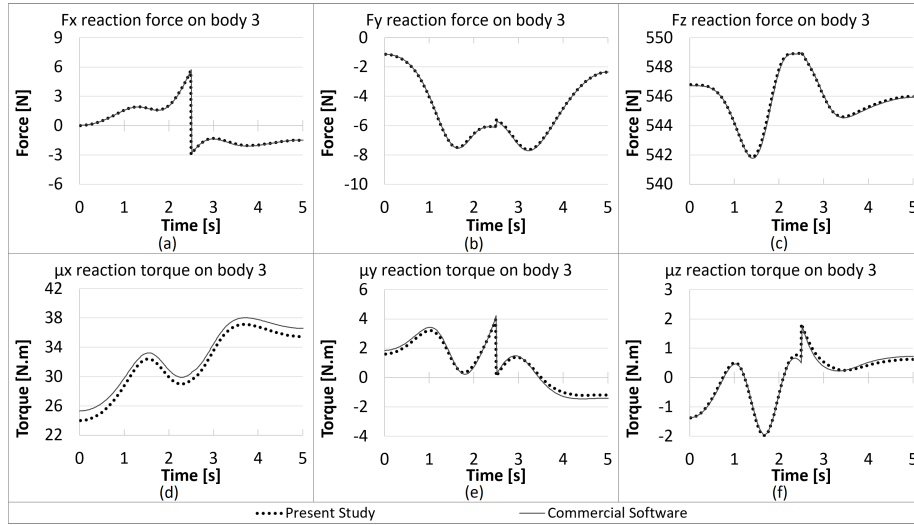 Fx reaction force on body 3
Force [N]
9
6
3
0
-3
-6
0 1 2 3 4 5
Time [s]
(a)
Fy reaction force on body 3
Force [N]
0
-2
-4
-6
-8
-10
0 1 2 3 4 5
Time [s]
(b)
Fz reaction force on body 3
Force [N]
550
548
546
544
542
540
0 1 2 3 4 5
Time [s]
(c)
μx reaction torque on body 3
Torque [N.m]
42
38
34
30
26
22
0 1 2 3 4 5
Time [s]
(d)
μy reaction torque on body 3
Torque [N.m]
6
4
2
0
-2
-4
0 1 2 3 4 5
Time [s]
(e)
μz reaction torque on body 3
Torque [N.m]
3
2
1
0
-1
-2
0 1 2 3 4 5
Time [s]
(f)
Present Study
Commercial Software